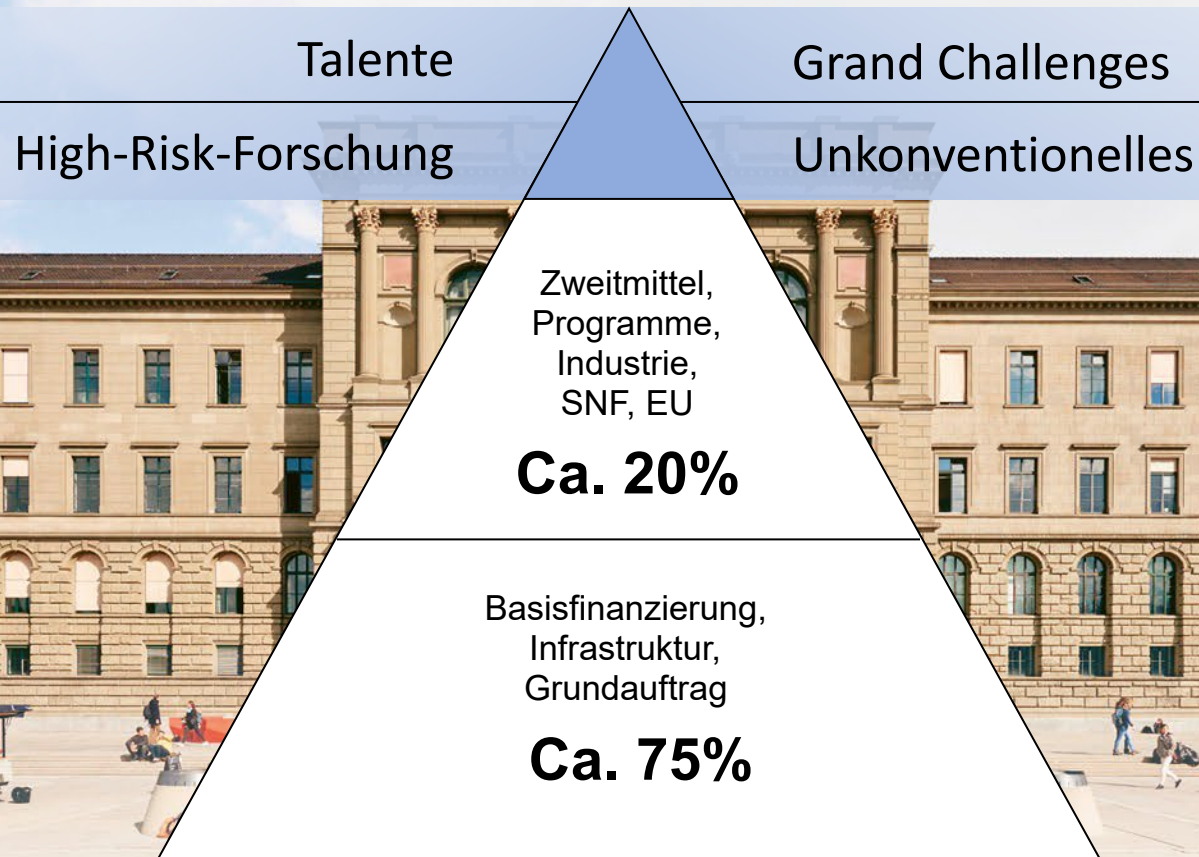 Talente
Grand Challenges
High-Risk-Forschung
Unkonventionelles
Zweitmittel,
Programme,
Industrie,
SNF, EU
Ca. 20%
Basisfinanzierung,
Infrastruktur,
Grundauftrag
Ca. 75%